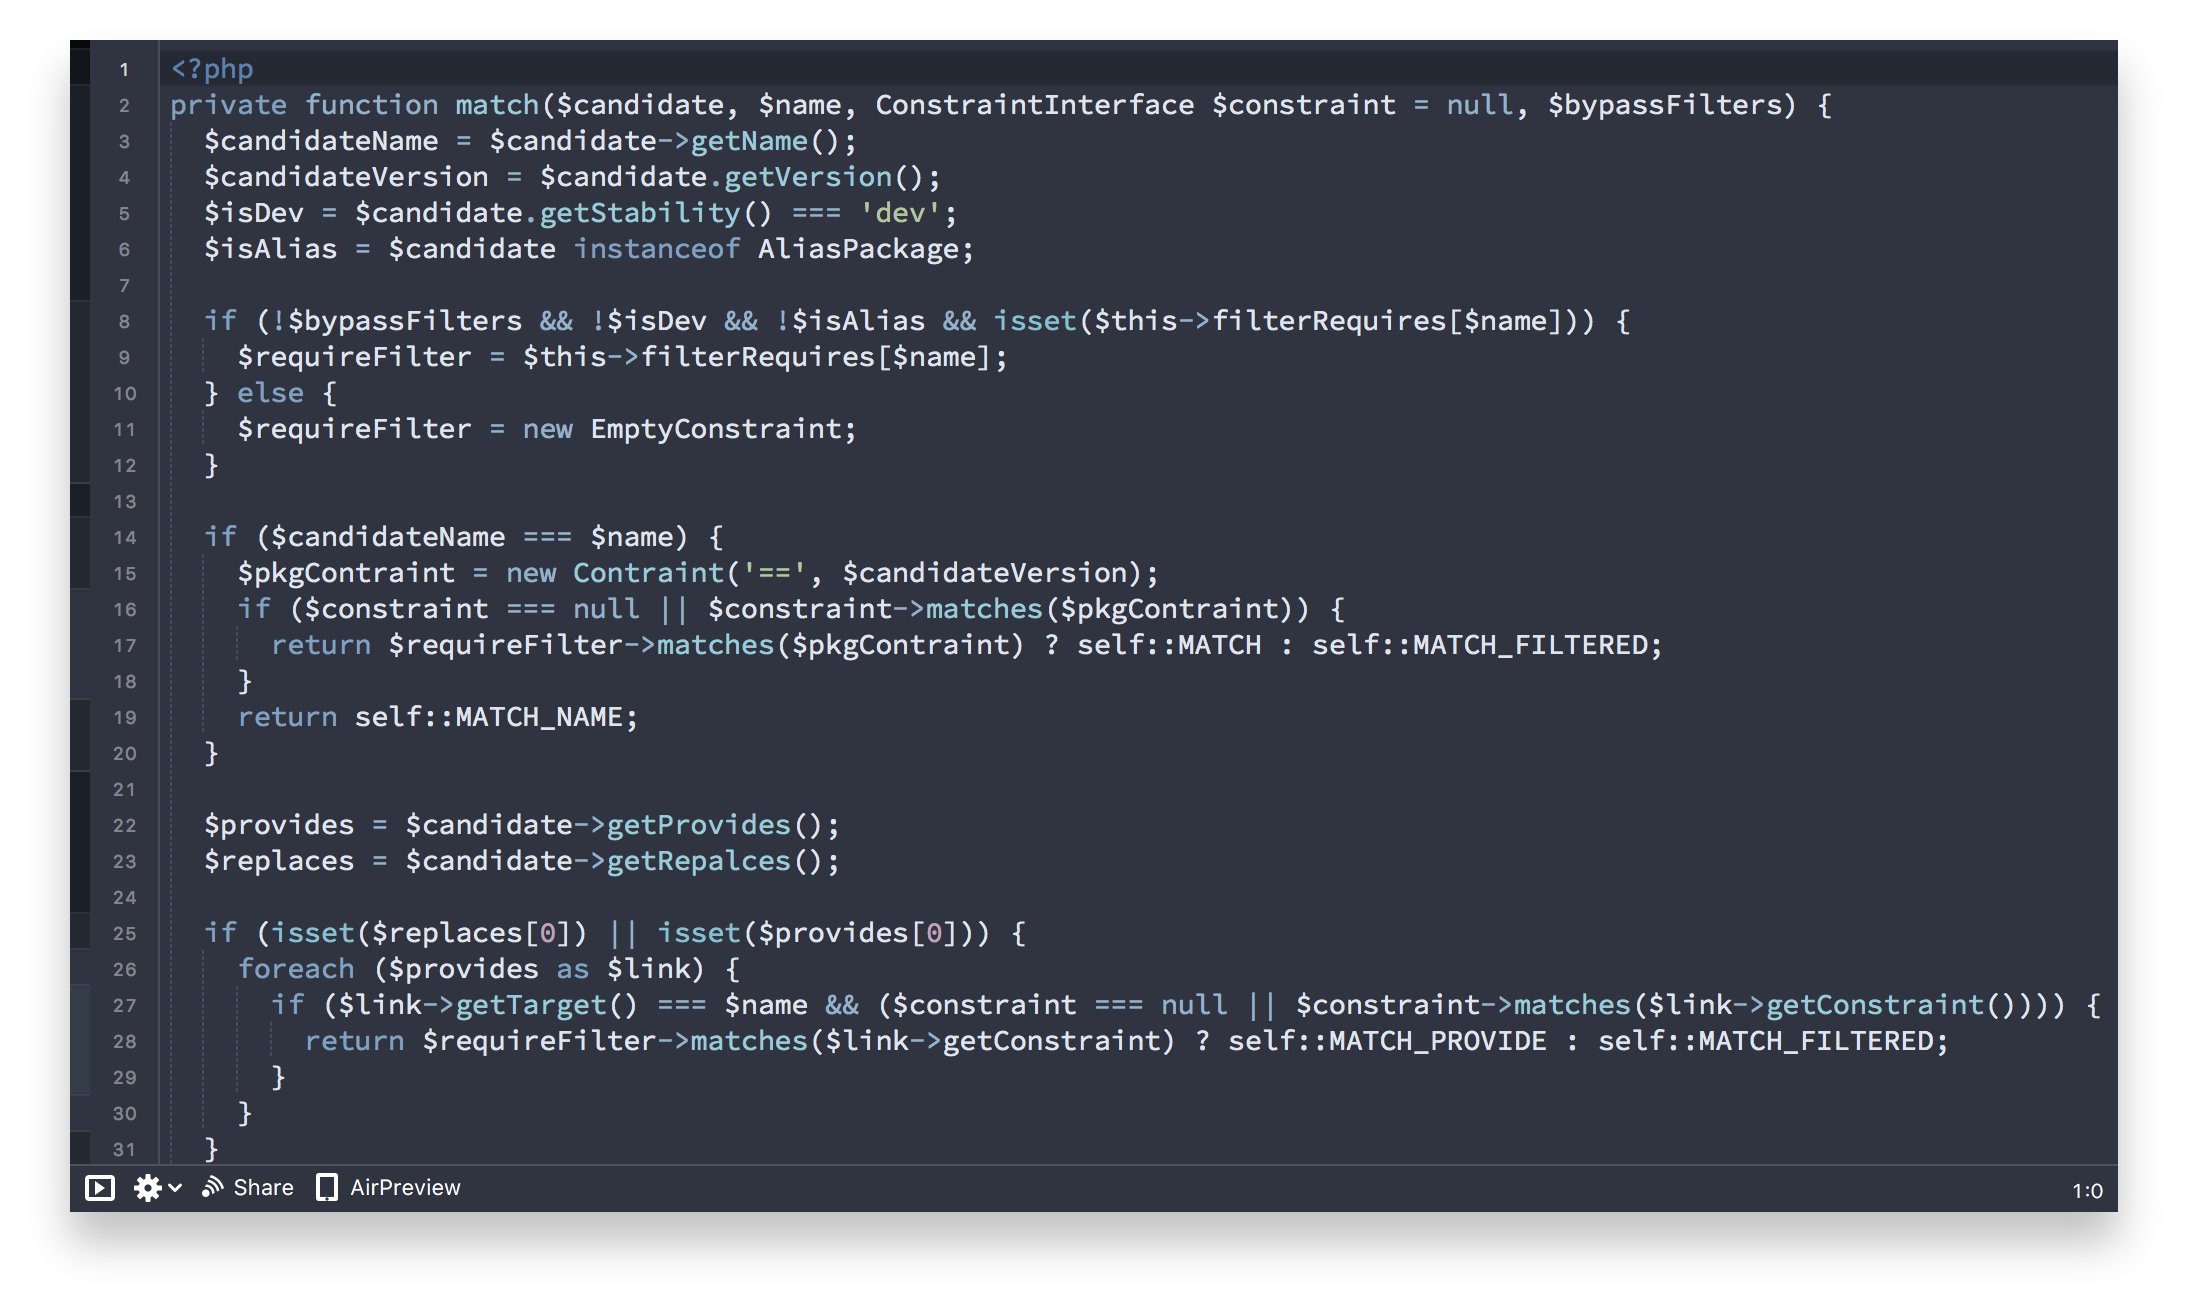 1 <?php
2 private function match($candidate, $name, ConstraintInterface $constraint = null, $bypassFilters) {
3 $candidateName = $candidate->getName();
4 $candidateVersion = $candidate.getVersion();
5 $isDev = $candidate.getStability() === 'dev';
6 $isAlias = $candidate instanceof AliasPackage;
7
8 if (!$bypassFilters && !$isDev && !$isAlias && isset($this->filterRequires[$name])) {
9 $requireFilter = $this->filterRequires[$name];
10 } else {
11 $requireFilter = new EmptyConstraint;
12 }
13
14 if ($candidateName === $name) {
15 $pkgContraint = new Contraint('==', $candidateVersion);
16 if ($constraint === null || $constraint->matches($pkgContraint)) {
17 return $requireFilter->matches($pkgContraint) ? self::MATCH : self::MATCH_FILTERED;
18 }
19 return self::MATCH_NAME;
20 }
21
22 $provides = $candidate->getProvides();
23 $replaces = $candidate->getRepalces();
24
25 if (isset($replaces[0]) || isset($provides[0])) {
26 foreach ($provides as $link) {
27 if ($link->getTarget() === $name && ($constraint === null || $constraint->matches($link->getConstraint()))) {
28 return $requireFilter->matches($link->getConstraint) ? self::MATCH_PROVIDE : self::MATCH_FILTERED;
29 }
30 }
31 }
Share AirPreview 1:0